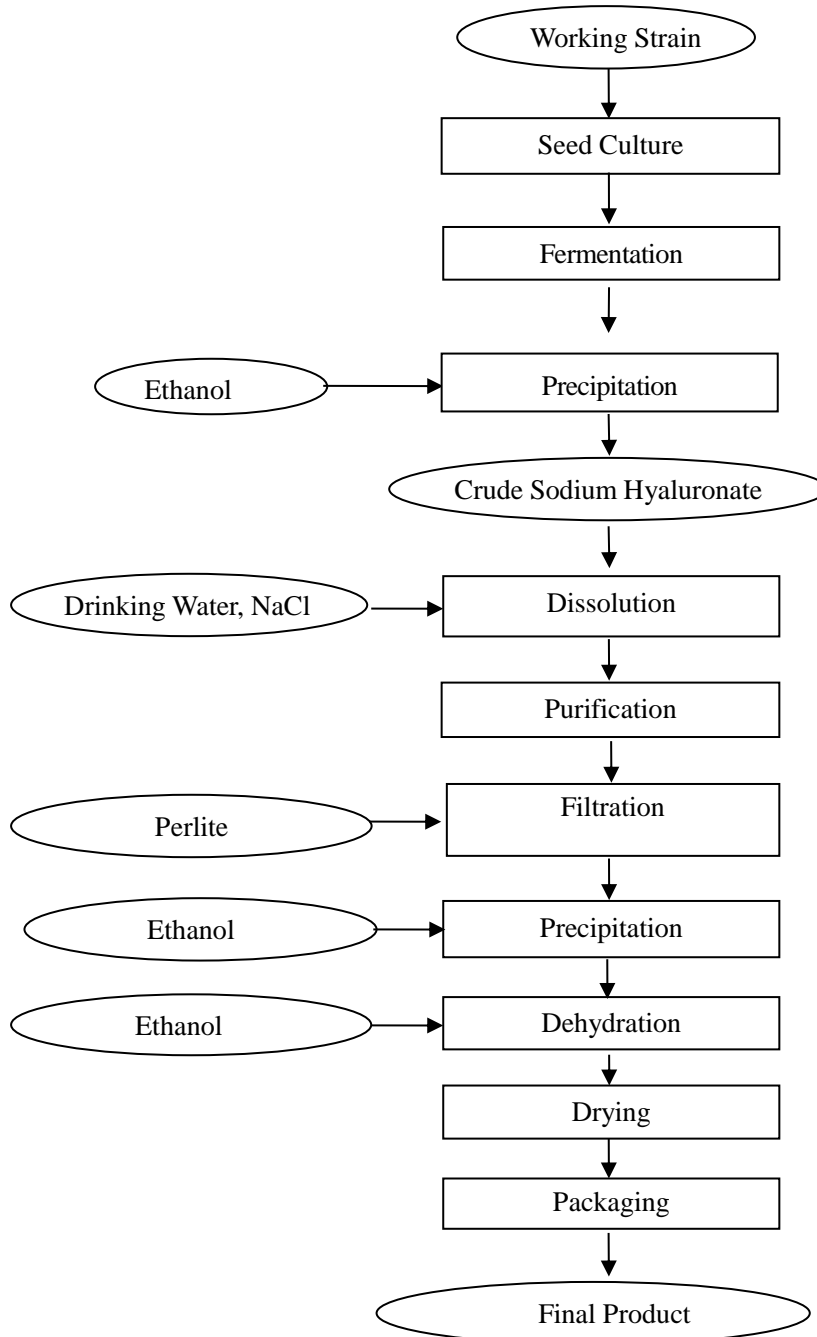 Working Strain
Seed Culture
Fermentation
Ethanol
Precipitation
Crude Sodium Hyaluronate
Drinking Water, NaCl
Dissolution
Purification
Perlite
Filtration
Ethanol
Precipitation
Ethanol
Dehydration
Drying
Packaging
Final Product